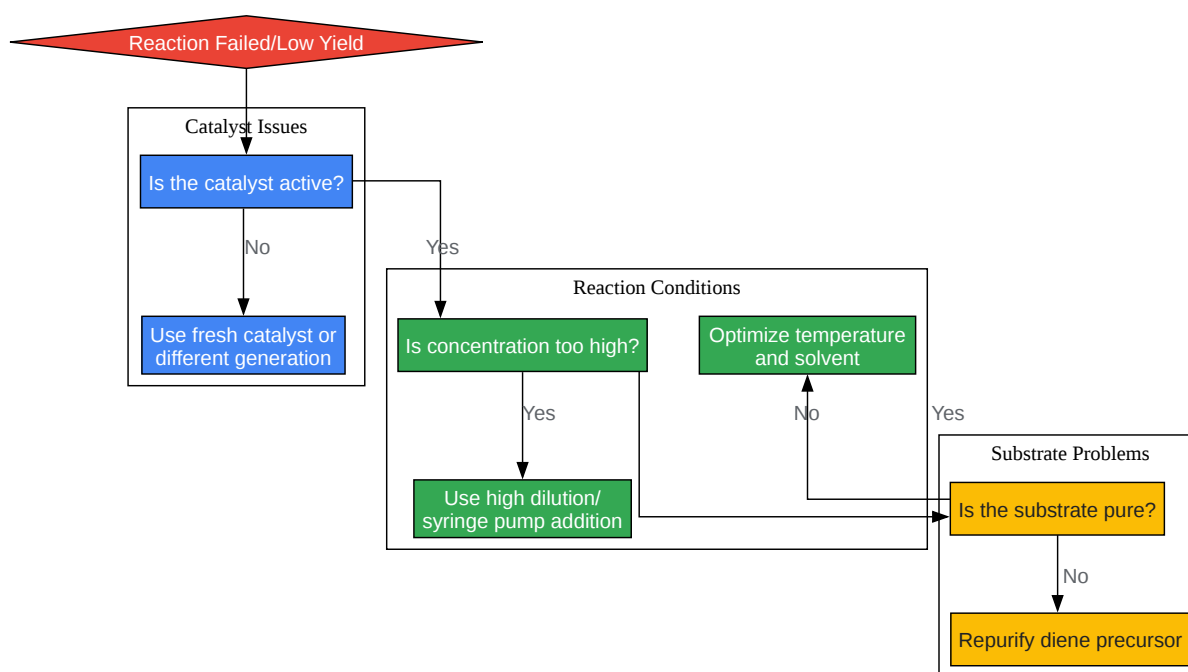 Reaction Failed/Low Yield
Catalyst Issues
Is the catalyst active?
No
Yes
Use fresh catalyst or
different generation
Reaction Conditions
Is concentration too high?
Optimize temperature
and solvent
Yes
No
Yes
Use high dilution/
syringe pump addition
Substrate Problems
Is the substrate pure?
No
Repurify diene precursor